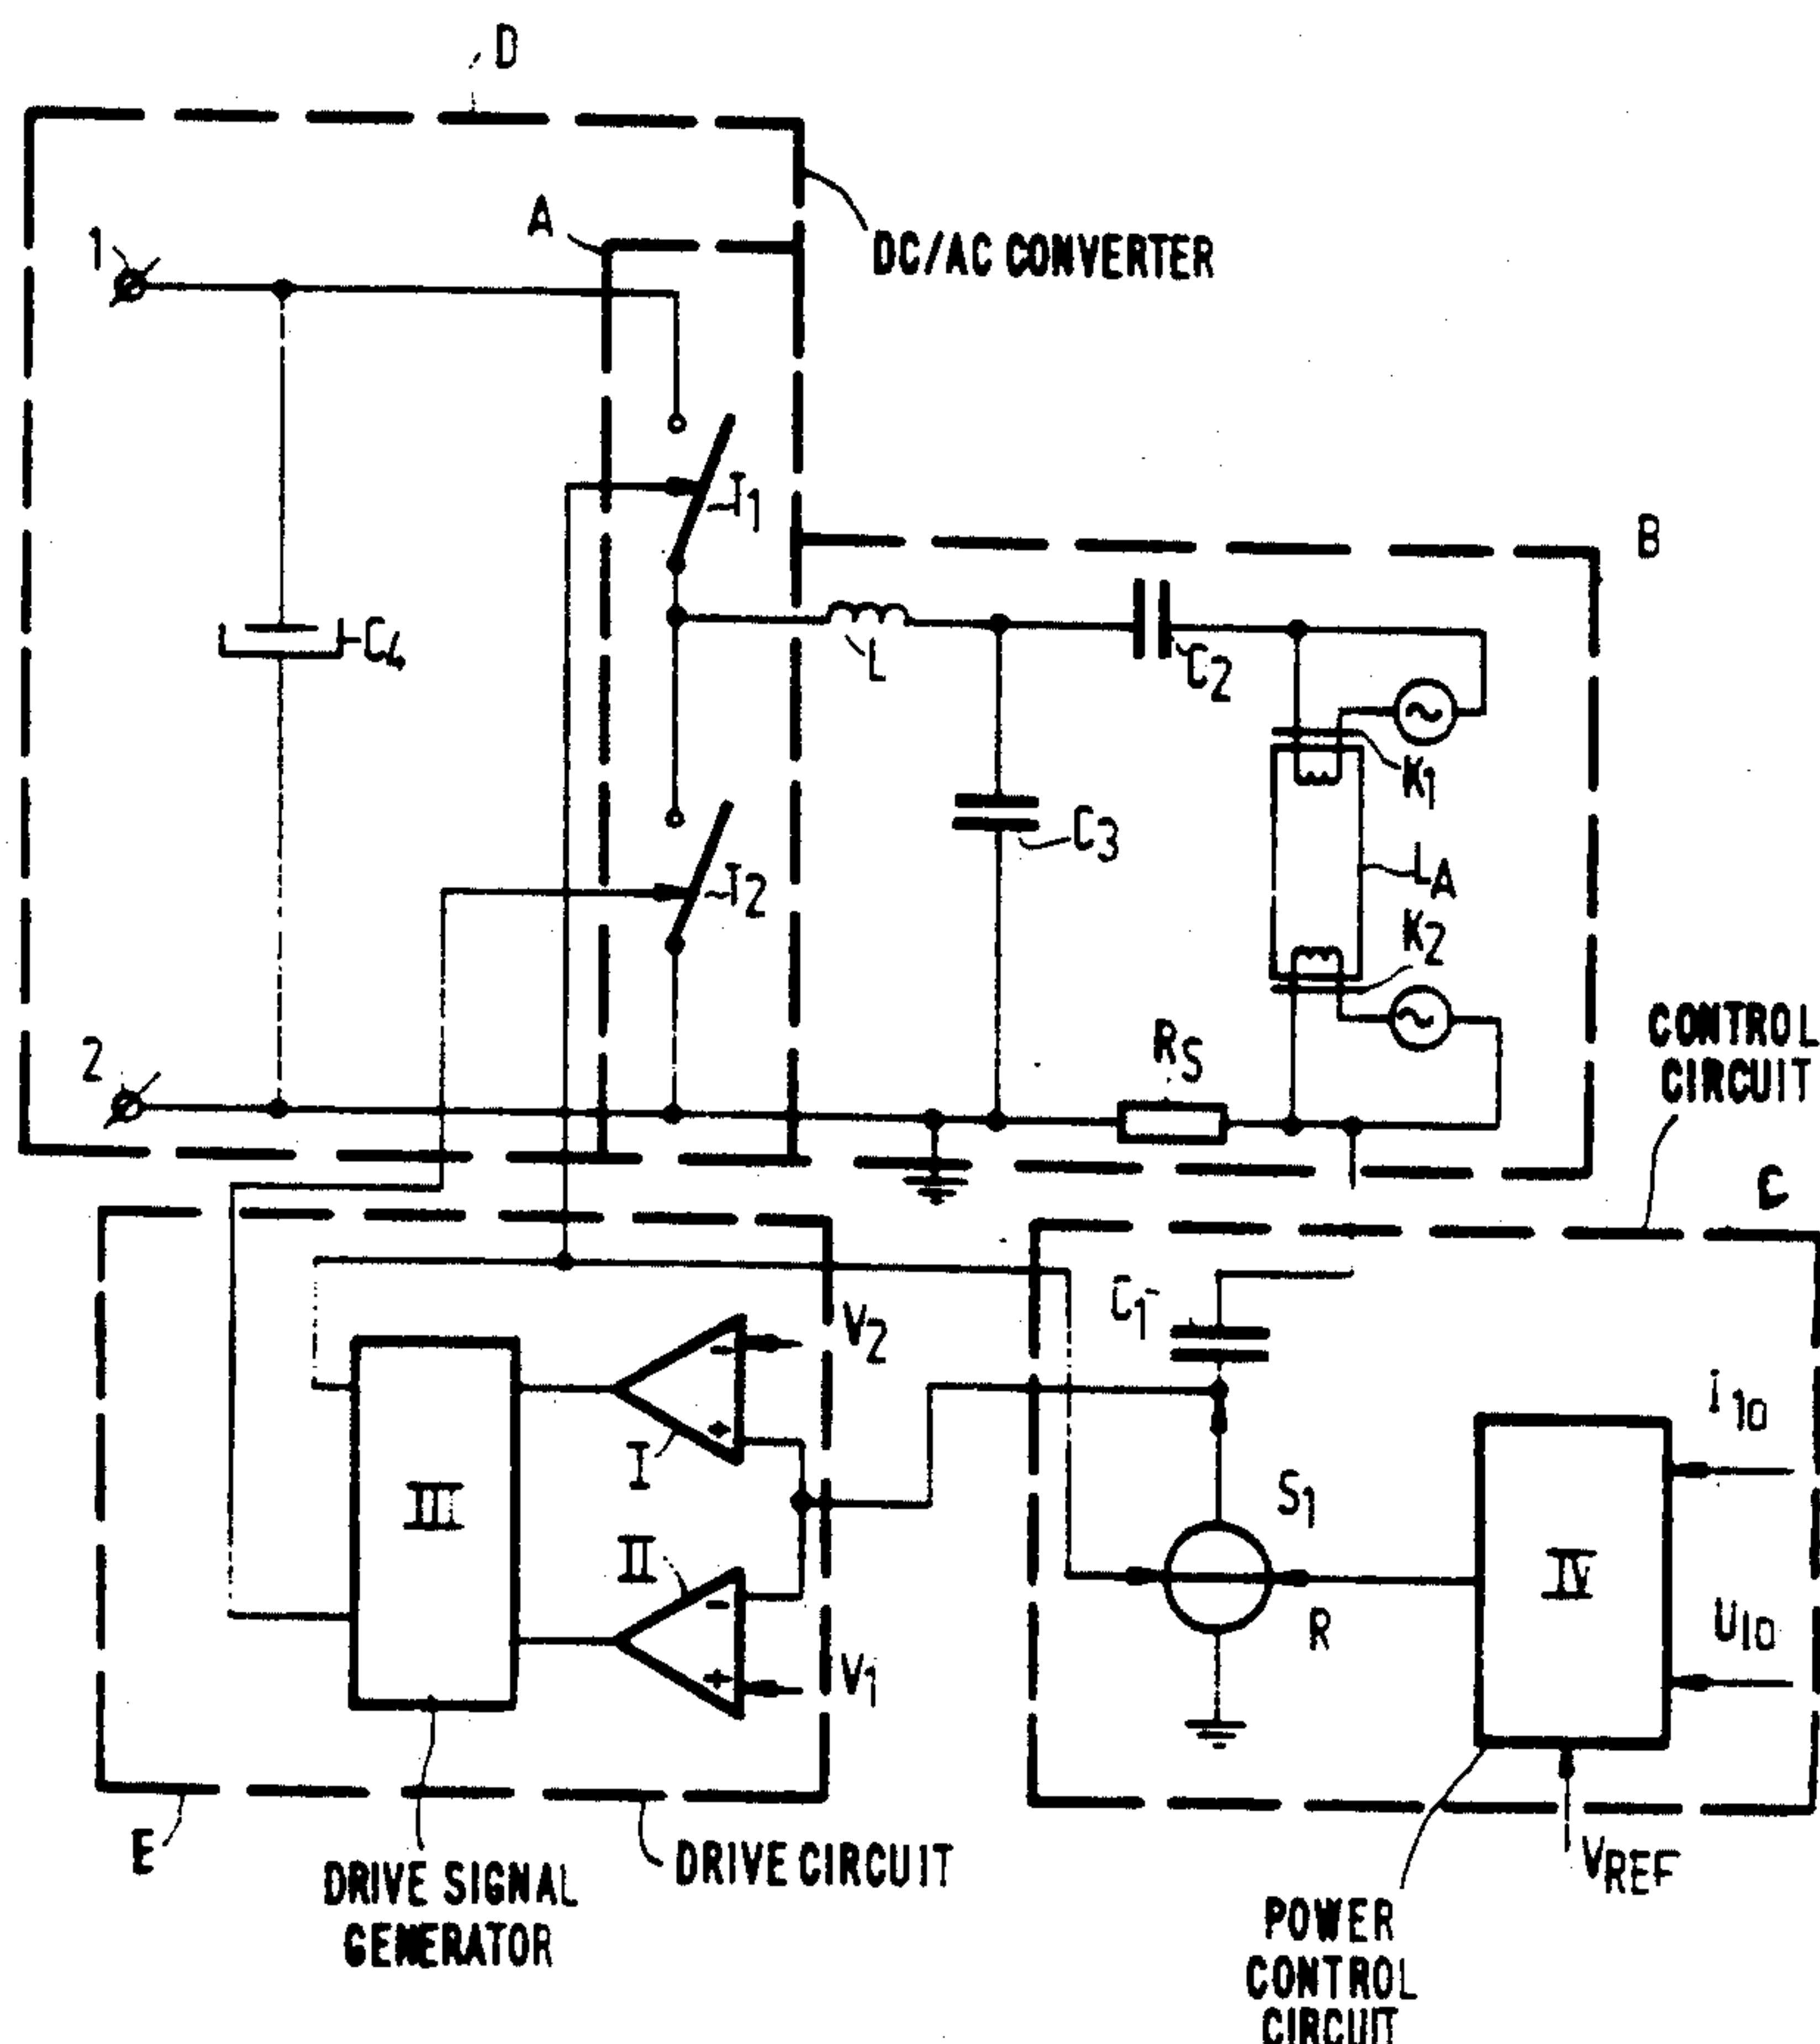 D
DC/AC CONVERTER
A
1
T1
B
C4
L
C2
K1
C3
LA
T2
K2
2
RS
CONTROL
CIRCUIT
C
C1
V2
I
i10
III
S1
II
IV
R
U10
V1
E
DRIVE CIRCUIT
VREF
DRIVE SIGNAL
GENERATOR
POWER
CONTROL
CIRCUIT